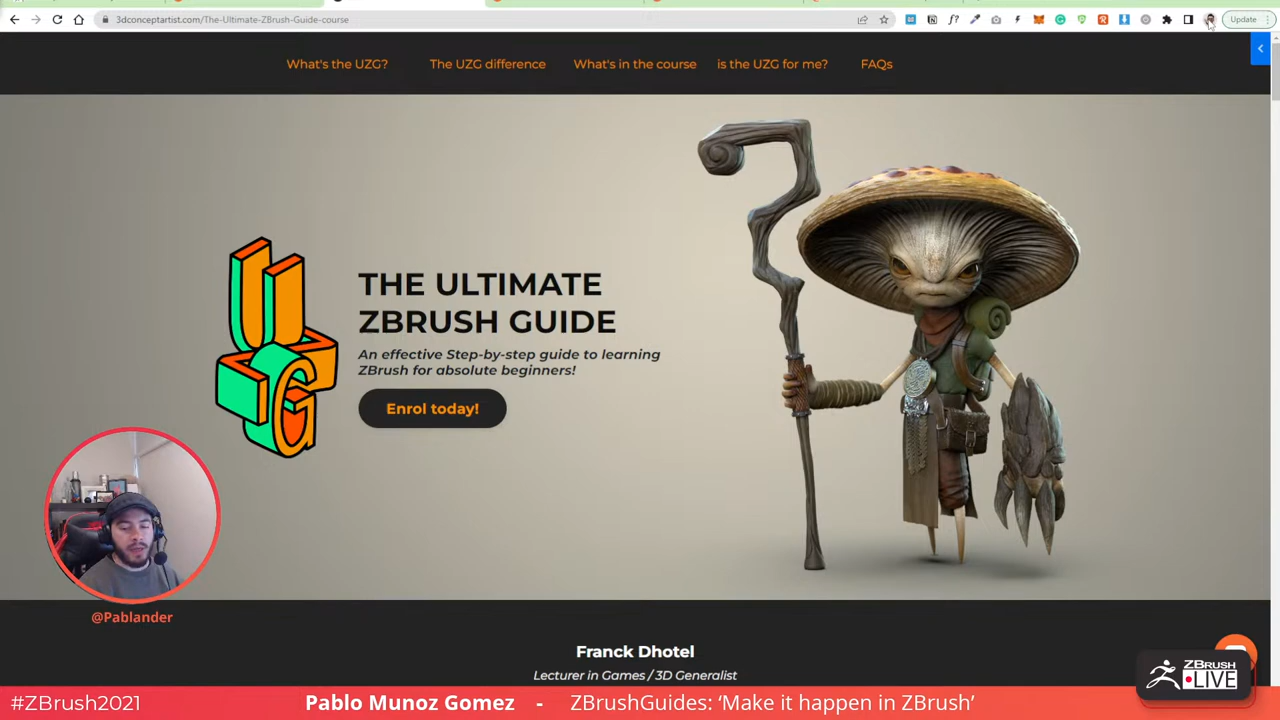 3dconceptartist.com/The-Ultimate-ZBrush-Guide-course
Update
What's the UZG?
The UZG difference
What's in the course
is the UZG for me?
FAQs
UZG
THE ULTIMATE
ZBRUSH GUIDE
An effective Step-by-step guide to learning
ZBrush for absolute beginners!
Enrol today!
@Pablander
Franck Dhotel
Lecturer in Games / 3D Generalist
ZBRUSH
LIVE
#ZBrush2021
Pablo Munoz Gomez - ZBrushGuides: ‘Make it happen in ZBrush’